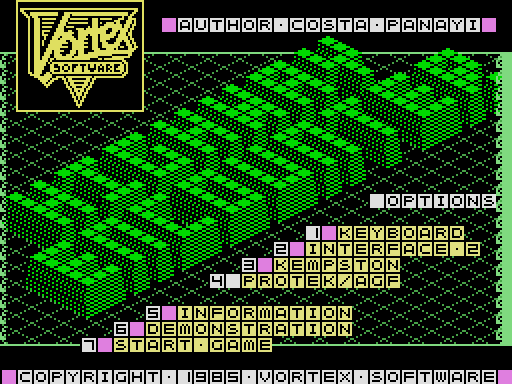 Vortex
SOFTWARE
AUTHOR·COSTA·PANAYI
OPTIONS
1 KEYBOARD
2 INTERFACE·2
3 KEMPSTON
4 PROTEK/AGF
5 INFORMATION
6 DEMONSTRATION
7 START·GAME
COPYRIGHT·1985·VORTEX·SOFTWARE